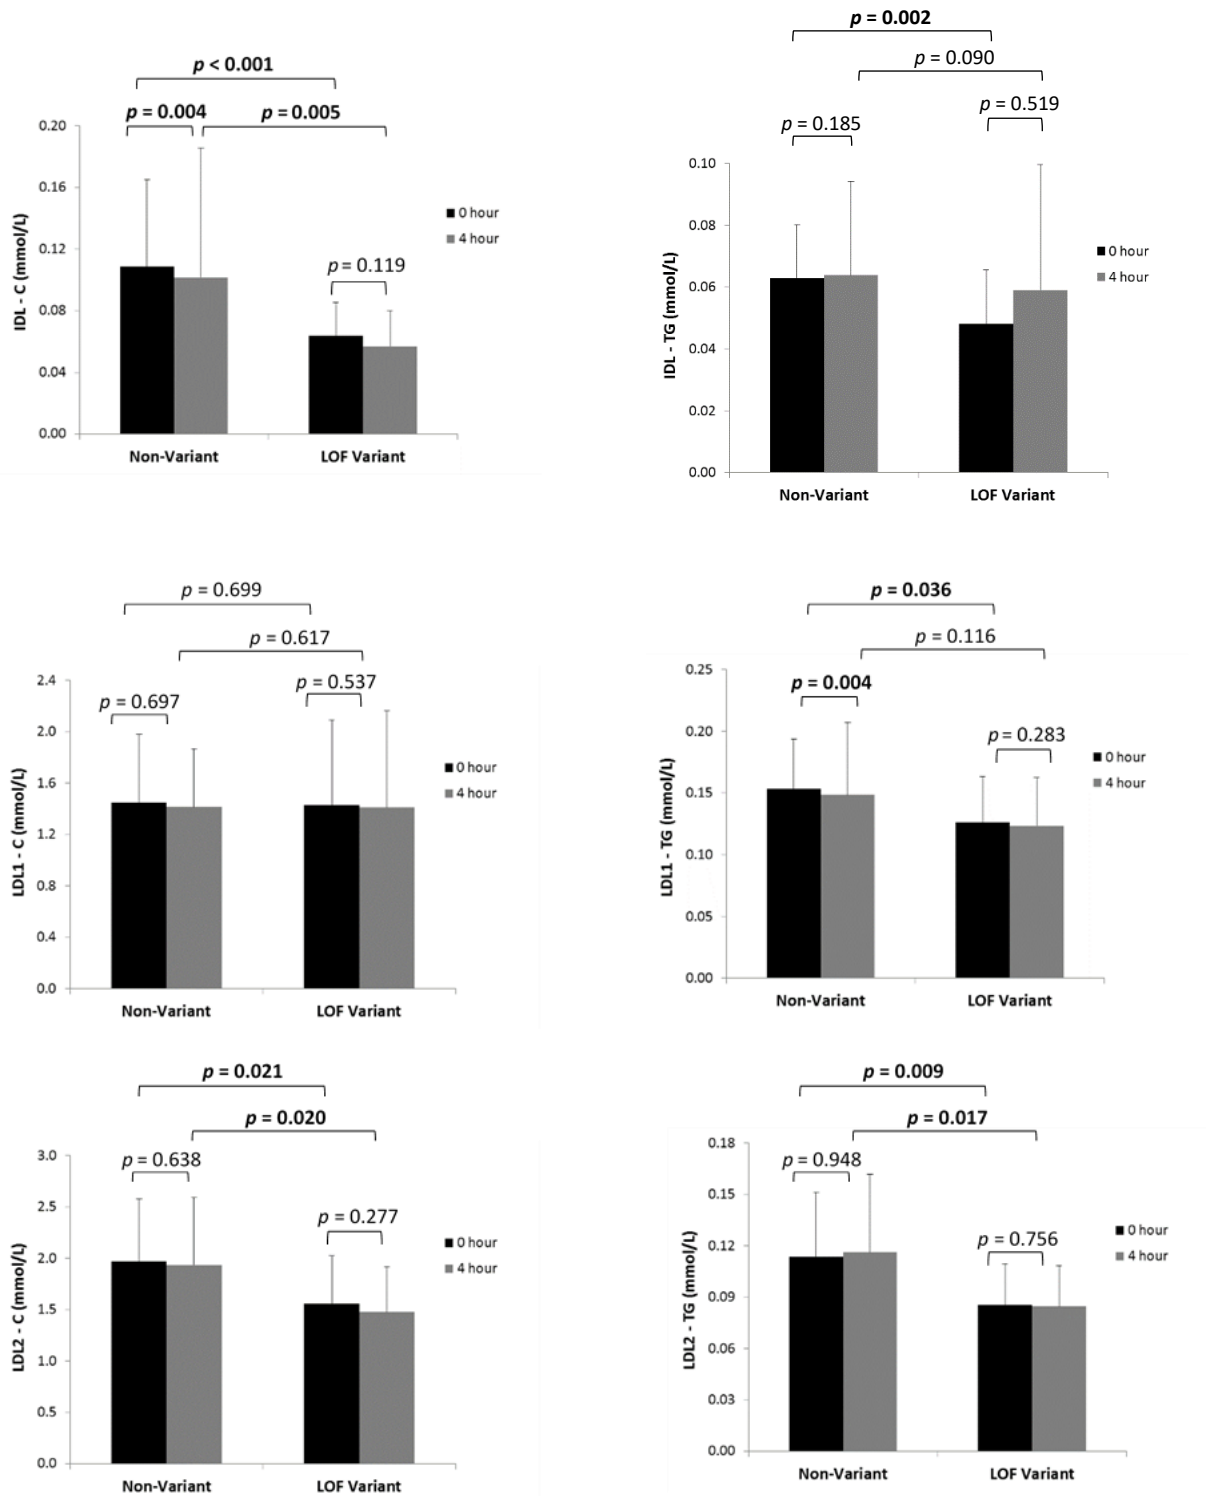 p < 0.001
p = 0.004
p = 0.005
0.20
0.16
0.12
0.08
0.04
0.00
IDL - C (mmol/L)
p = 0.119
0 hour
4 hour
Non-Variant
LOF Variant
p = 0.002
p = 0.090
p = 0.519
p = 0.185
0.10
0.08
0.06
0.04
0.02
0.00
IDL - TG (mmol/L)
0 hour
4 hour
Non-Variant
LOF Variant
p = 0.699
p = 0.617
p = 0.537
p = 0.697
2.4
2.0
1.6
1.2
0.8
0.4
0.0
LDL1 - C (mmol/L)
0 hour
4 hour
Non-Variant
LOF Variant
p = 0.036
p = 0.116
p = 0.004
p = 0.283
0.25
0.20
0.15
0.10
0.05
0.00
LDL1 - TG (mmol/L)
0 hour
4 hour
Non-Variant
LOF Variant
p = 0.021
p = 0.020
p = 0.638
p = 0.277
3.0
2.5
2.0
1.5
1.0
0.5
0.0
LDL2 - C (mmol/L)
0 hour
4 hour
Non-Variant
LOF Variant
p = 0.009
p = 0.017
p = 0.948
p = 0.756
0.18
0.15
0.12
0.09
0.06
0.03
0.00
LDL2 - TG (mmol/L)
0 hour
4 hour
Non-Variant
LOF Variant